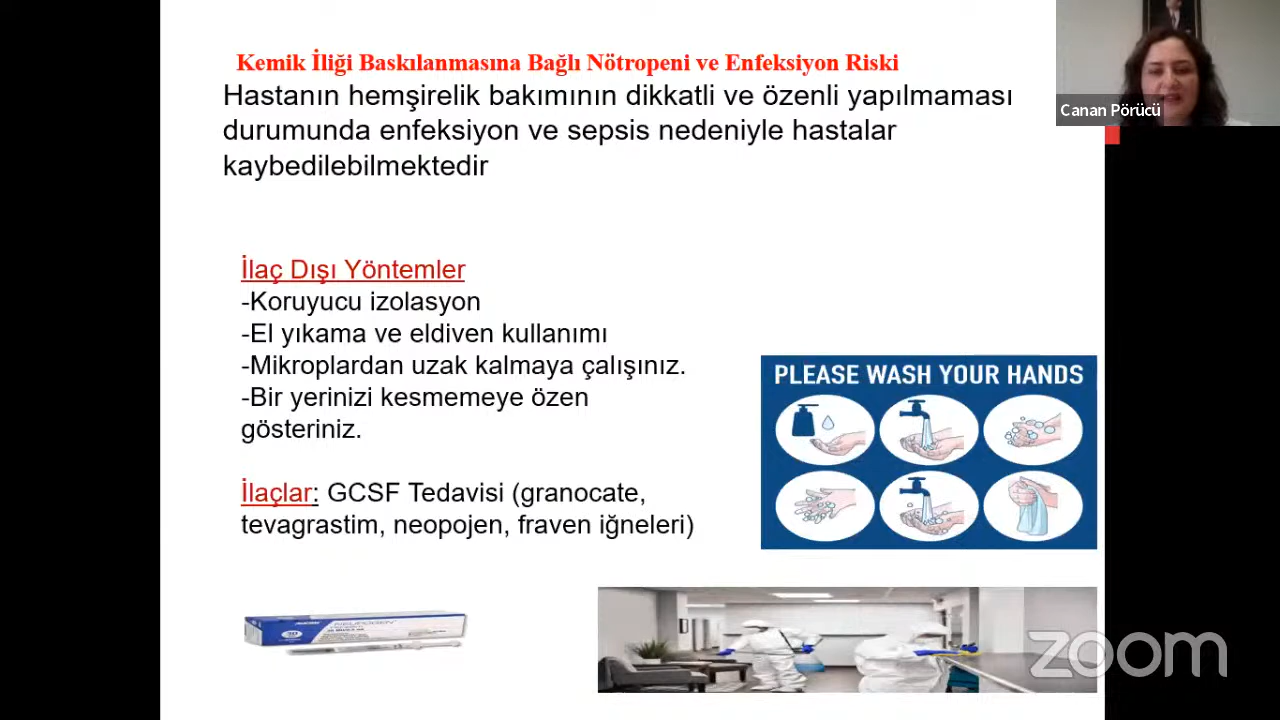 Kemik İliği Baskılanmasına Bağlı Nötropeni ve Enfeksiyon Riski
Hastanın hemşirelik bakımının dikkatli ve özenli yapılmaması
durumunda enfeksiyon ve sepsis nedeniyle hastalar
kaybedilebilmektedir
Canan Pörücü
İlaç Dışı Yöntemler
-Koruyucu izolasyon
-El yıkama ve eldiven kullanımı
-Mikroplardan uzak kalmaya çalışınız.
-Bir yerinizi kesmemeye özen
gösteriniz.
İlaçlar: GCSF Tedavisi (granocate,
tevagrastim, neopojen, fraven iğneleri)
PLEASE WASH YOUR HANDS
30
zoom